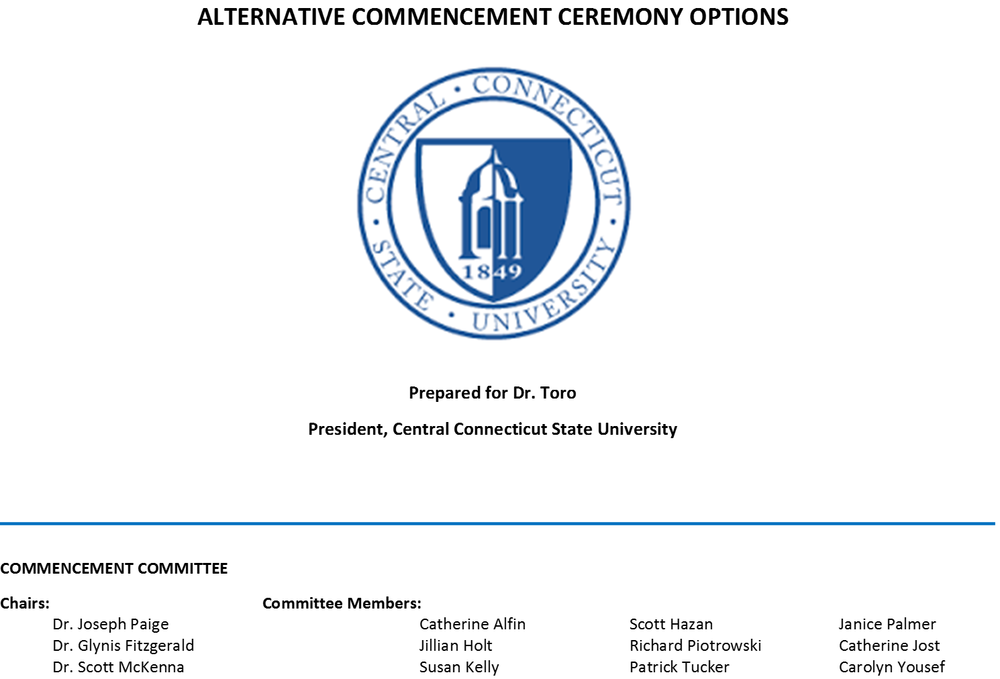 ALTERNATIVE COMMENCEMENT CEREMONY OPTIONS
CENTRAL • CONNECTICUT • STATE • UNIVERSITY
1849
Prepared for Dr. Toro
President, Central Connecticut State University
COMMENCEMENT COMMITTEE
Chairs: Committee Members:
Dr. Joseph Paige Catherine Alfin Scott Hazan Janice Palmer
Dr. Glynis Fitzgerald Jillian Holt Richard Piotrowski Catherine Jost
Dr. Scott McKenna Susan Kelly Patrick Tucker Carolyn Yousef